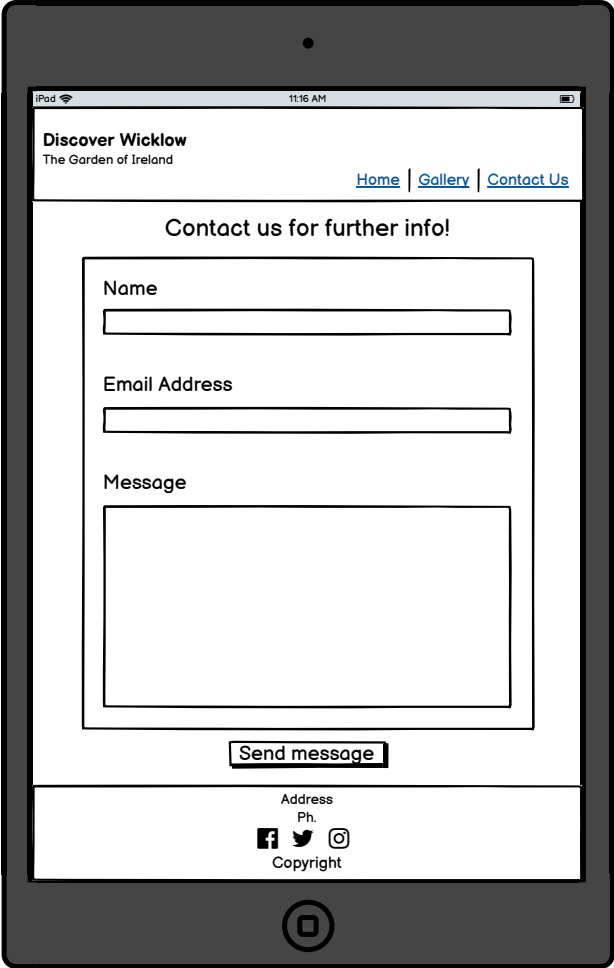 iPad 11:16 AM
Discover Wicklow
The Garden of Ireland
Home Gallery Contact Us
Contact us for further info!
Name
Email Address
Message
Send message
Address
Ph.
Copyright